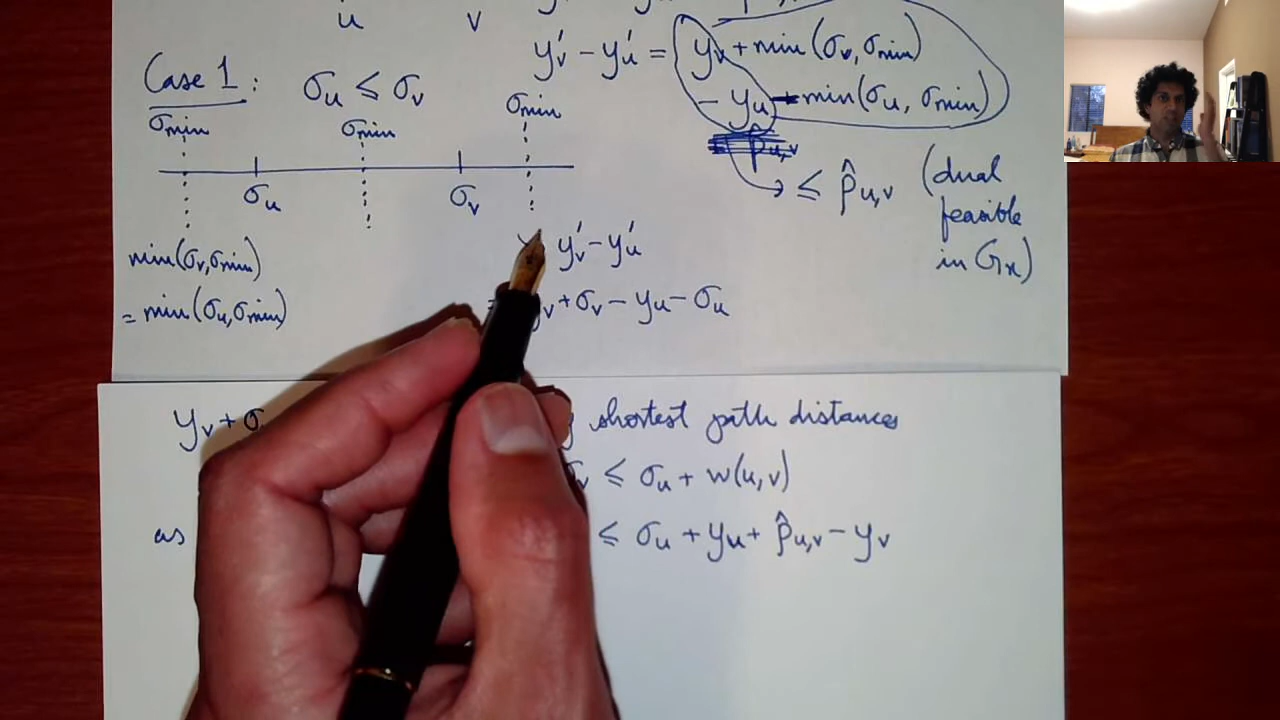 u v
Case 1: σu ≤ σv
y'v − y'u = yv + min(σv, σmin)
− yu − min(σu, σmin)
σmin σmin σmin
p̂u,v
σu σv
≤ p̂u,v (dual feasible in Gx)
min(σv, σmin)
= min(σu, σmin)
y'v − y'u
= yv + σv − yu − σu
yv + σ
shortest path distances
σv ≤ σu + w(u,v)
as
≤ σu + yu + p̂u,v − yv